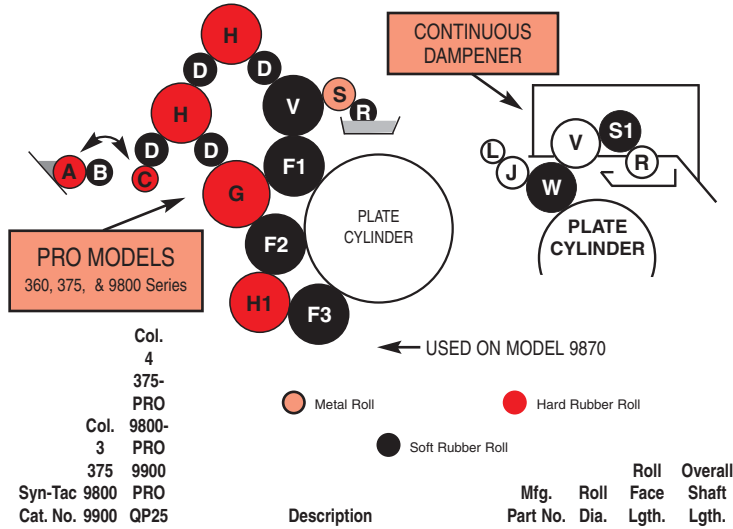 H
CONTINUOUS
DAMPENER
D
D
S
V
R
H
S1
V
L
R
J
W
D
D
A
B
C
F1
G
PLATE
CYLINDER
PLATE
CYLINDER
F2
PRO MODELS
360, 375, & 9800 Series
H1
F3
USED ON MODEL 9870
Col.
4
375-
PRO
Metal Roll
Hard Rubber Roll
Col. 9800-
3 PRO
Soft Rubber Roll
375 9900
Roll Overall
Syn-Tac 9800 PRO
Mfg. Roll Face Shaft
Cat. No. 9900 QP25 Description Part No. Dia. Lgth. Lgth.